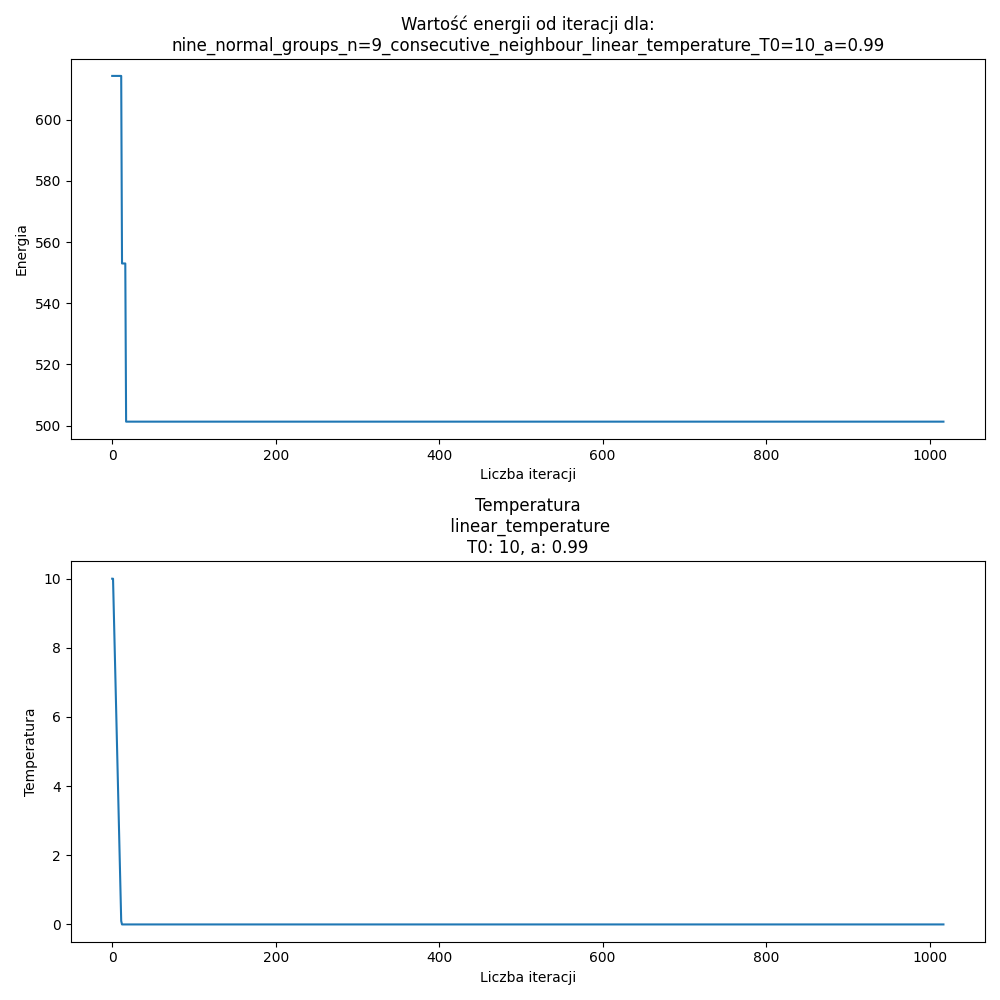 Wartość energii od iteracji dla:
nine_normal_groups_n=9_consecutive_neighbour_linear_temperature_T0=10_a=0.99
600
580
560
540
520
500
Energia
0 200 400 600 800 1000
Liczba iteracji
Temperatura
linear_temperature
T0: 10, a: 0.99
10
8
6
4
2
0
Temperatura
0 200 400 600 800 1000
Liczba iteracji